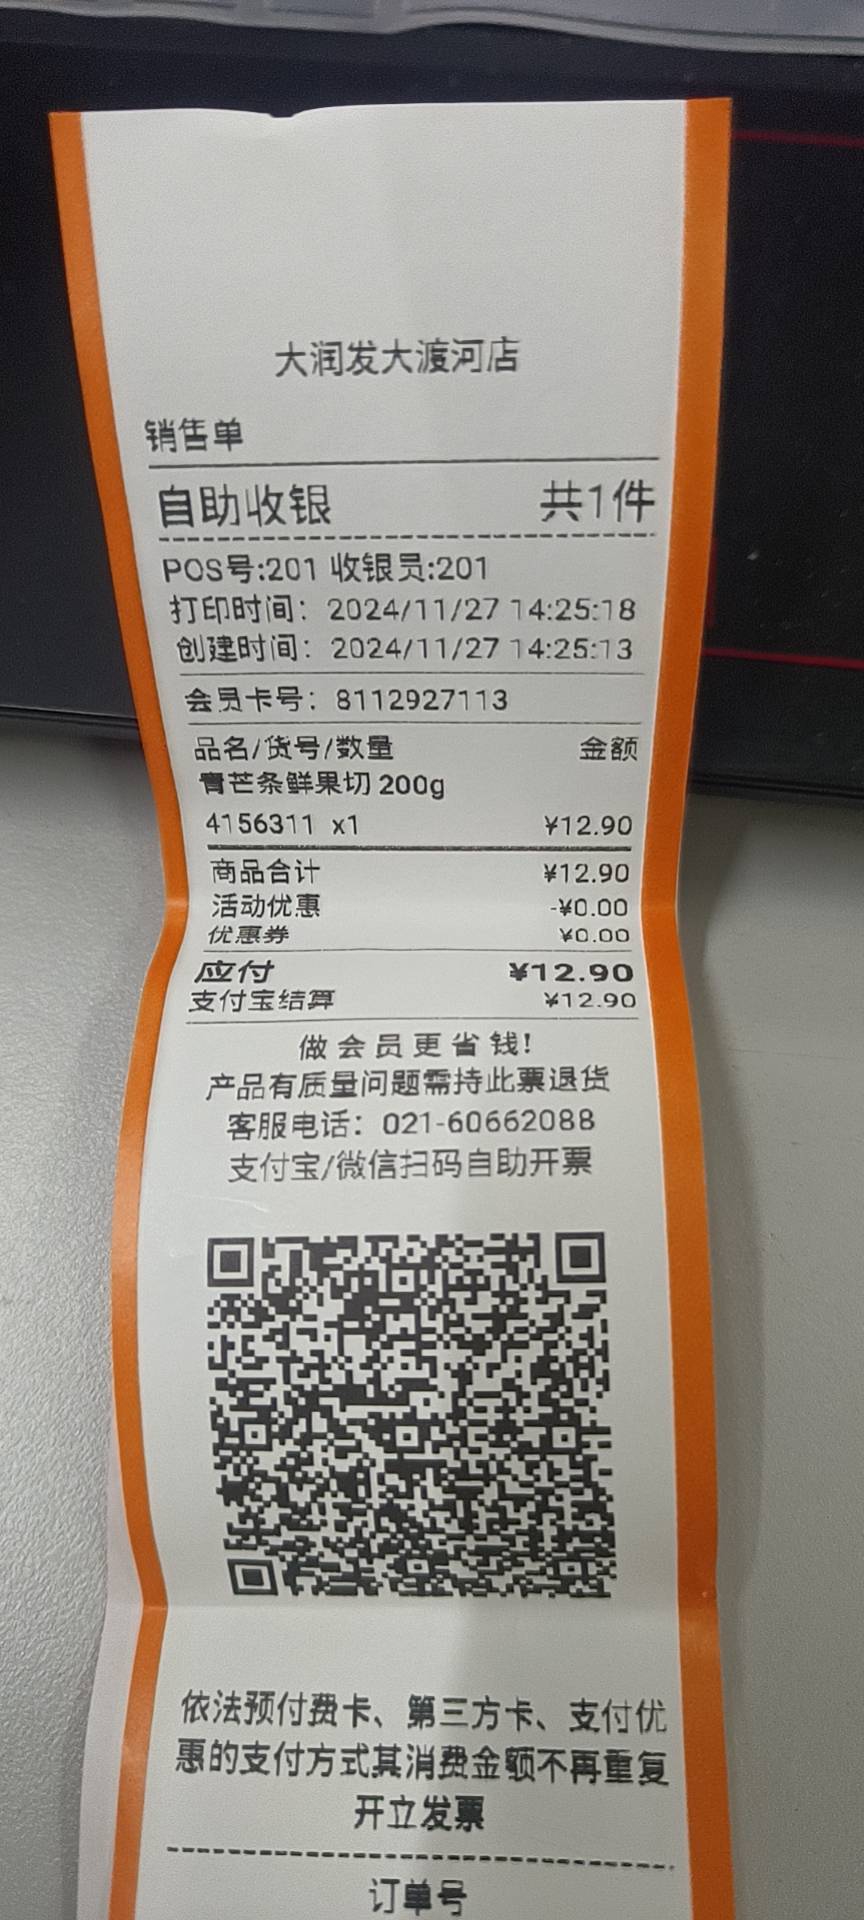 大润发大渡河店
销售单
自助收银 共1件
POS号:201 收银员:201
打印时间：2024/11/27 14:25:18
创建时间：2024/11/27 14:25:13
会员卡号：8112927113
品名/货号/数量 金额
青芒条鲜果切 200g
4156311 x1 ¥12.90
商品合计 ¥12.90
活动优惠 -¥0.00
优惠券 ¥0.00
应付 ¥12.90
支付宝结算 ¥12.90
做会员更省钱!
产品有质量问题需持此票退货
客服电话：021-60662088
支付宝/微信扫码自助开票
依法预付费卡、第三方卡、支付优
惠的支付方式其消费金额不再重复
开立发票
订单号